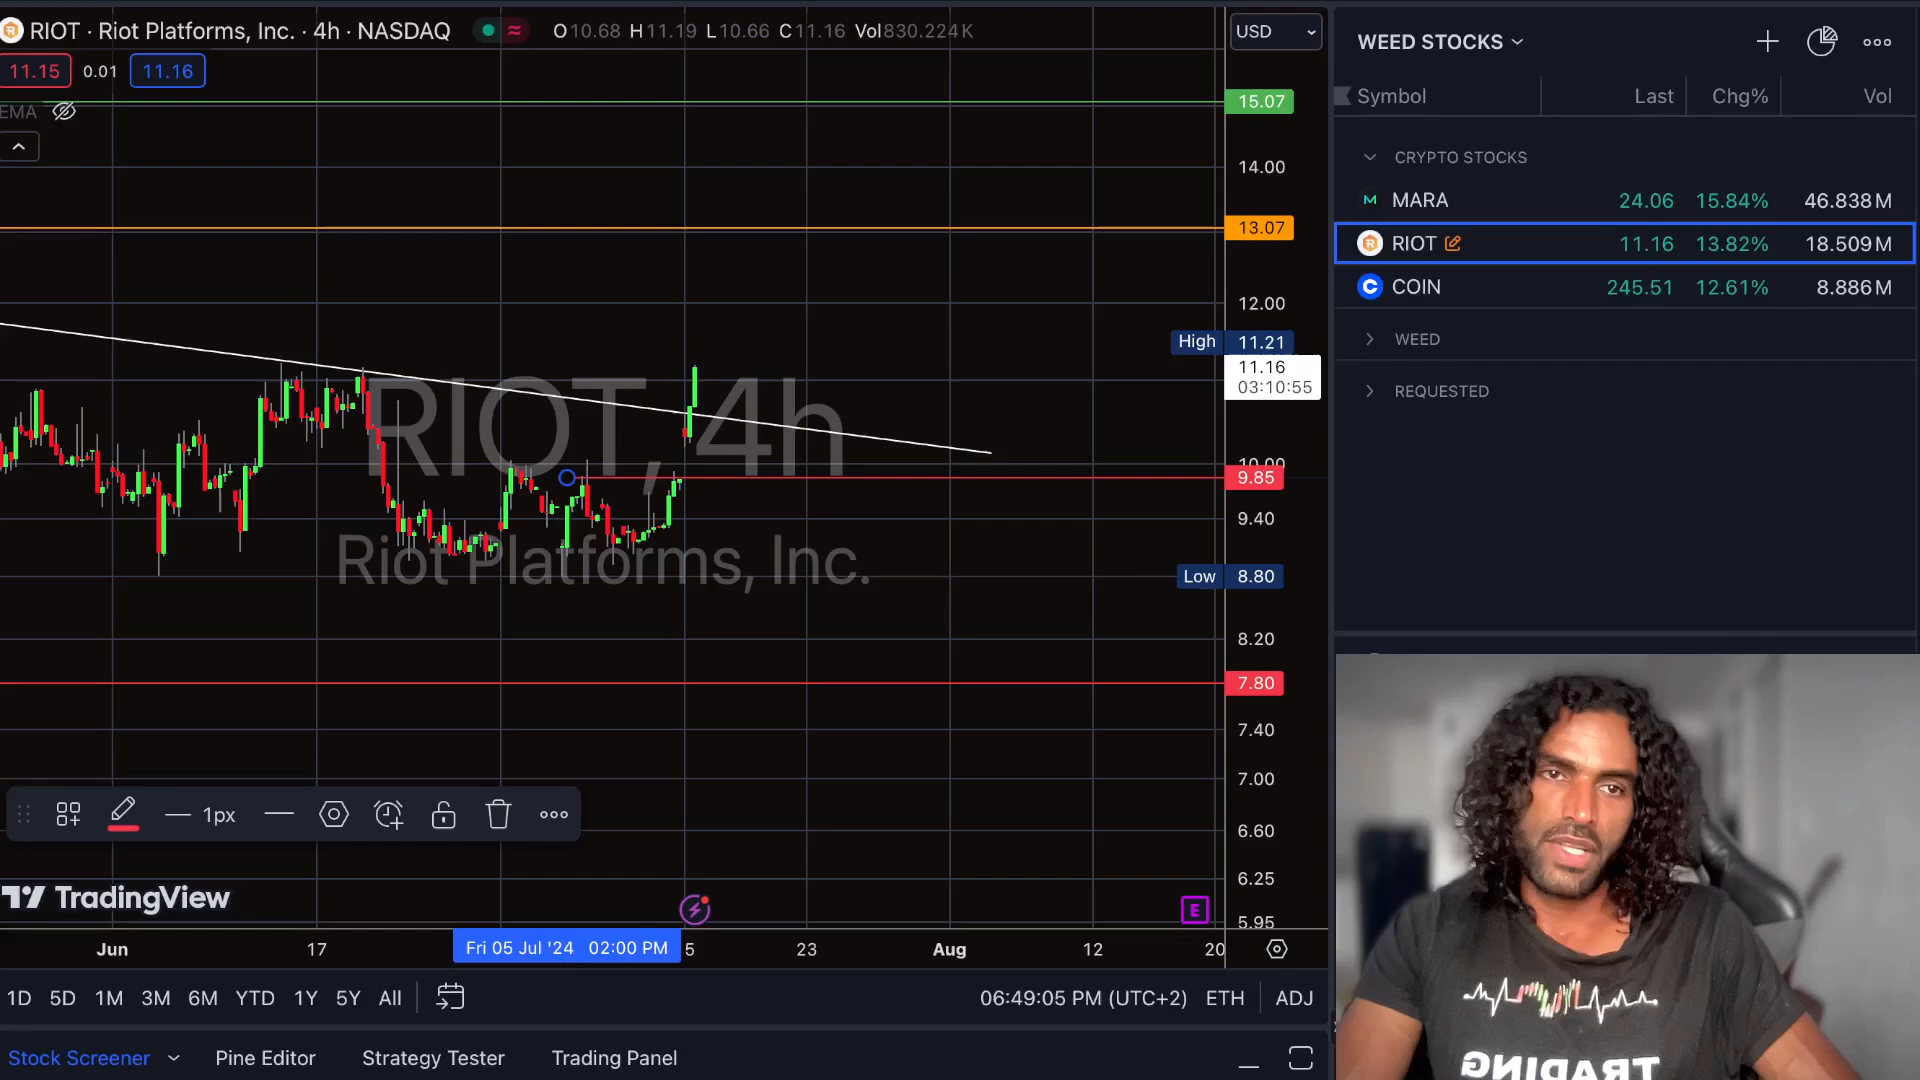 RIOT · Riot Platforms, Inc. · 4h · NASDAQ O10.68 H11.19 L10.66 C11.16 Vol830.224K
11.15 0.01 11.16
EMA
USD
15.07
14.00
13.07
12.00
High 11.21
11.16
03:10:55
10.00
9.85
9.40
Low 8.80
8.20
7.80
7.40
7.00
6.60
6.25
5.95
RIOT, 4h
Riot Platforms, Inc.
1px
TradingView
E
Jun 17 Fri 05 Jul '24 02:00 PM 5 23 Aug 12 20
1D 5D 1M 3M 6M YTD 1Y 5Y All 06:49:05 PM (UTC+2) ETH ADJ
Stock Screener Pine Editor Strategy Tester Trading Panel
WEED STOCKS
Symbol Last Chg% Vol
CRYPTO STOCKS
MARA 24.06 15.84% 46.838M
RIOT 11.16 13.82% 18.509M
COIN 245.51 12.61% 8.886M
WEED
REQUESTED
TRADING